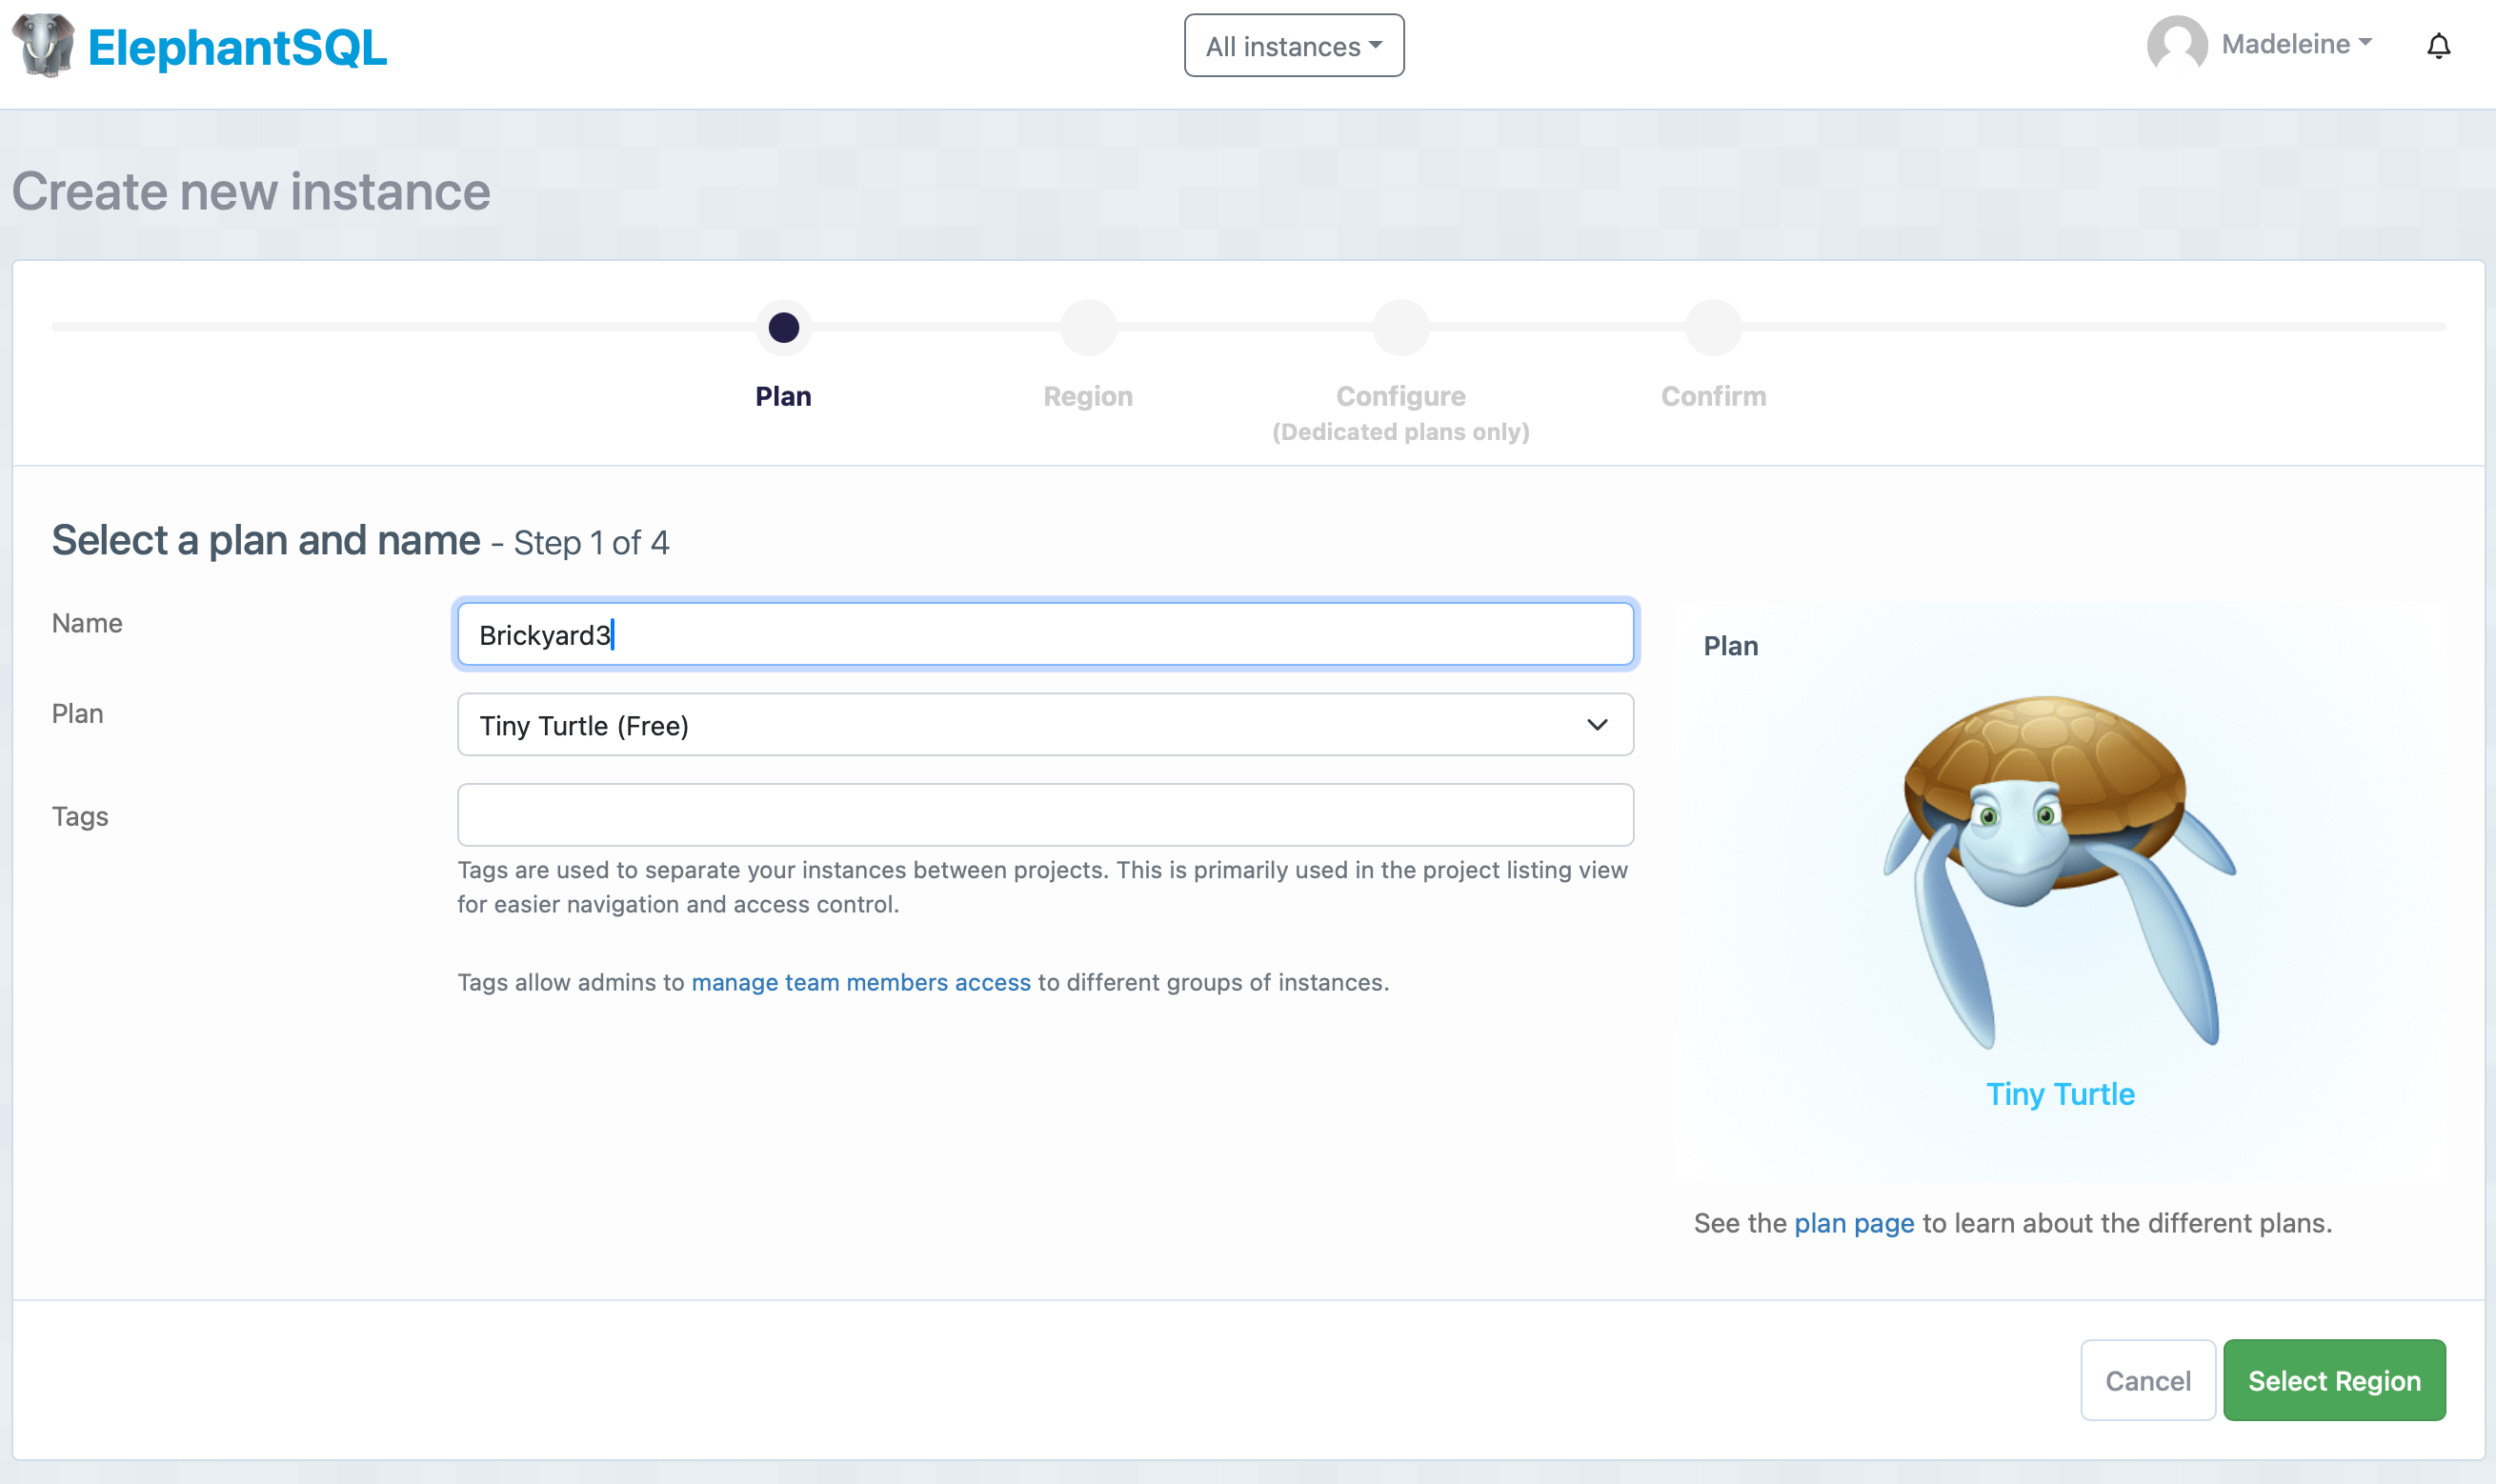 ElephantSQL
All instances
Madeleine
Create new instance
Plan
Region
Configure
(Dedicated plans only)
Confirm
Select a plan and name - Step 1 of 4
Name
Brickyard3
Plan
Tiny Turtle (Free)
Tags
Tags are used to separate your instances between projects. This is primarily used in the project listing view
for easier navigation and access control.
Tags allow admins to manage team members access to different groups of instances.
Plan
Tiny Turtle
See the plan page to learn about the different plans.
Cancel
Select Region